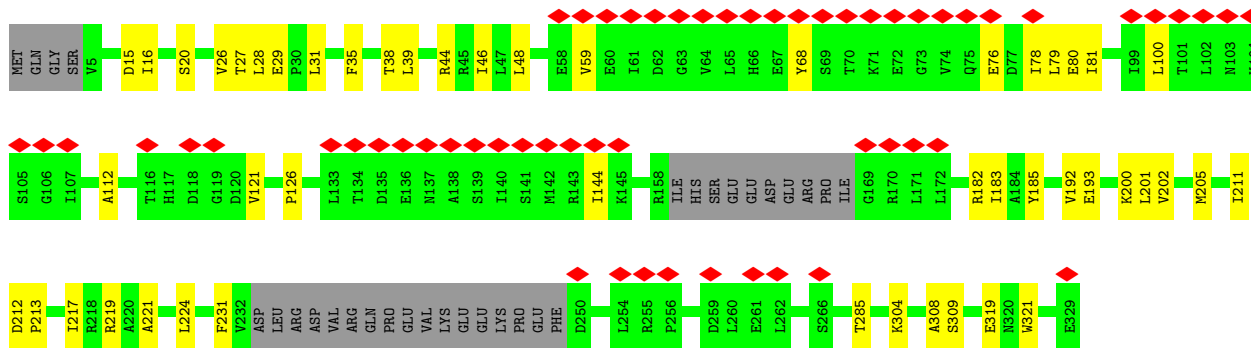 MET GLN GLY SER V5 D15 I16 S20 V26 T27 L28 E29 P30 L31 F35 T38 L39 R44 R45 I46 L47 L48 E58 V59 E60 I61 D62 G63 V64 L65 H66 E67 Y68 S69 T70 K71 E72 G73 V74 Q75 E76 D77 I78 L79 E80 I81 I99 L100 T101 L102 N103
S105 G106 I107 A112 T116 H117 D118 G119 D120 V121 P126 L133 T134 D135 E136 N137 A138 S139 I140 S141 M142 R143 I144 K145 R158 ILE HIS SER GLU GLU ASP GLU ARG PRO ILE G169 R170 L171 L172 R182 I183 A184 Y185 V192 E193 K200 L201 V202 M205 I211
D212 P213 I217 R218 R219 A220 A221 L224 F231 V232 ASP LEU ARG ASP VAL ARG GLN PRO GLU VAL LYS GLU GLU LYS PRO GLU PHE D250 L254 R255 P256 D259 L260 E261 L262 S266 T285 K304 A308 S309 E319 N320 W321 E329